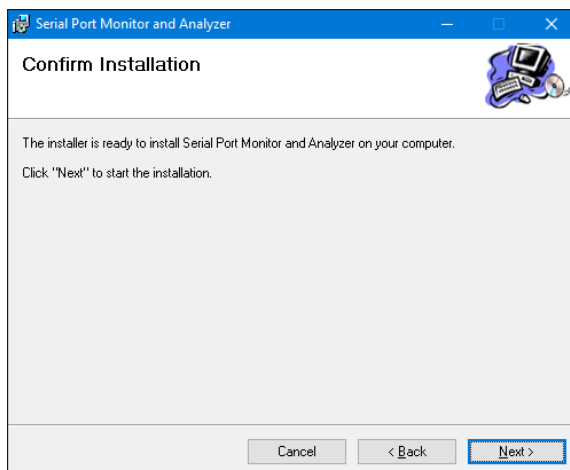 Serial Port Monitor and Analyzer
Confirm Installation
The installer is ready to install Serial Port Monitor and Analyzer on your computer.
Click "Next" to start the installation.
Cancel
< Back
Next >